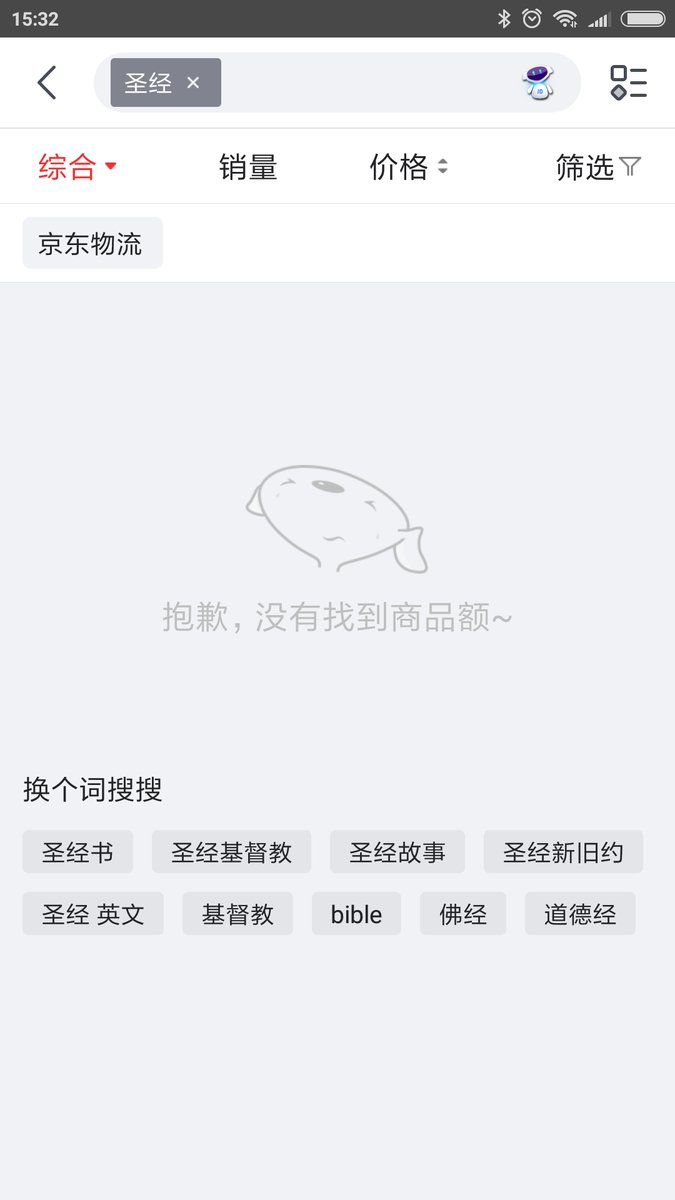 15:32
圣经 ×
综合 销量 价格 筛选
京东物流
抱歉，没有找到商品额~
换个词搜搜
圣经书 圣经基督教 圣经故事 圣经新旧约
圣经 英文 基督教 bible 佛经 道德经